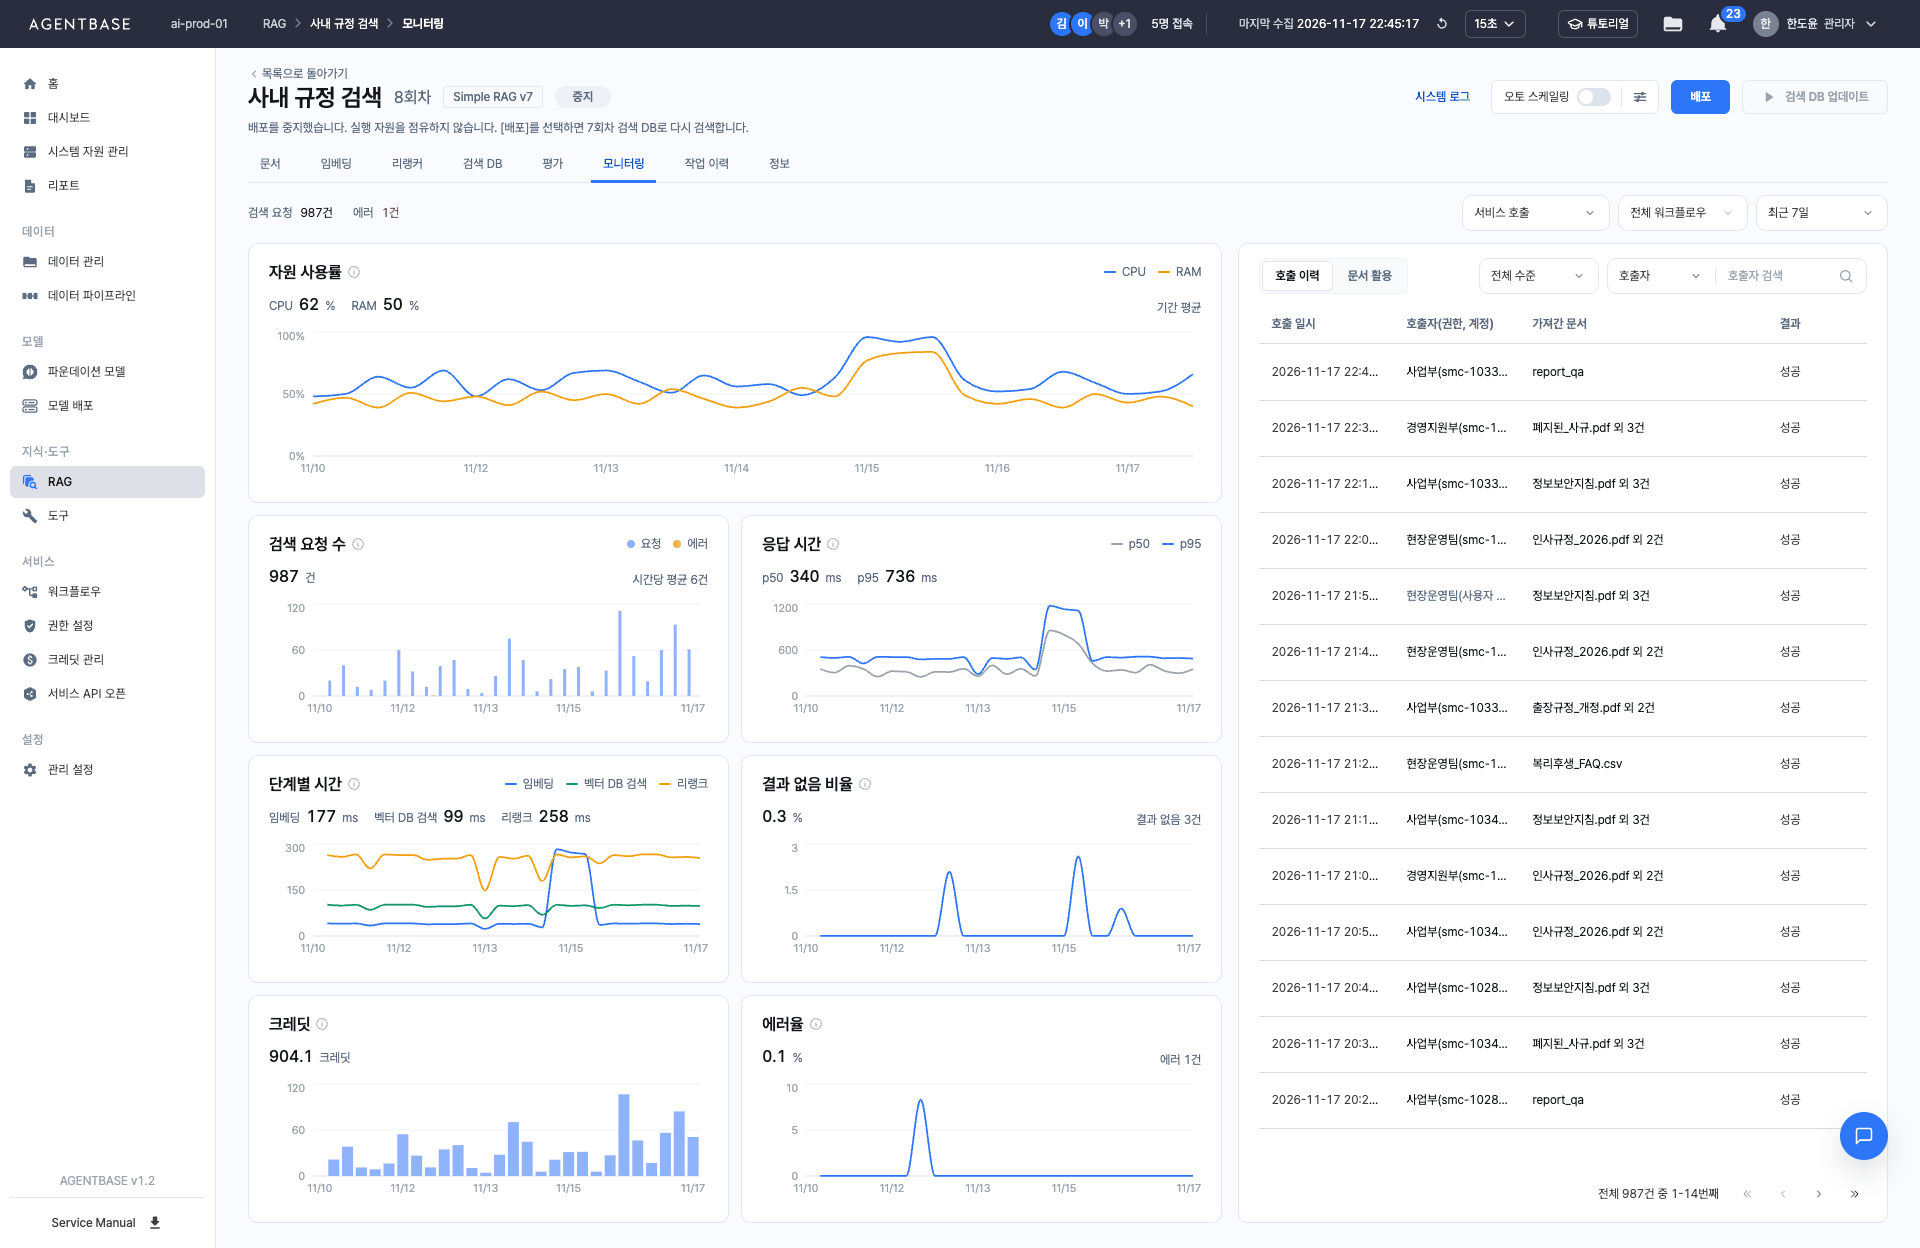 AGENTBASE
ai-prod-01
RAG 사내 규정 검색 모니터링
김 이 박 +1 5명 접속
마지막 수집 2026-11-17 22:45:17
15초
튜토리얼
23
한 한도윤 관리자
홈
대시보드
시스템 자원 관리
리포트
데이터
데이터 관리
데이터 파이프라인
모델
파운데이션 모델
모델 배포
지식·도구
RAG
도구
서비스
워크플로우
권한 설정
크레딧 관리
서비스 API 오픈
설정
관리 설정
AGENTBASE v1.2
Service Manual
목록으로 돌아가기
사내 규정 검색 8회차 Simple RAG v7 중지
배포를 중지했습니다. 실행 자원을 점유하지 않습니다. [배포]를 선택하면 7회차 검색 DB로 다시 검색합니다.
시스템 로그
오토 스케일링
배포
검색 DB 업데이트
문서 임베딩 리랭커 검색 DB 평가 모니터링 작업 이력 정보
검색 요청 987건 에러 1건
서비스 호출
전체 워크플로우
최근 7일
자원 사용률
CPU RAM
CPU 62 % RAM 50 %
기간 평균
100%
50%
0%
11/10 11/12 11/13 11/14 11/15 11/16 11/17
검색 요청 수
요청 에러
987 건
시간당 평균 6건
120
60
0
11/10 11/12 11/13 11/15 11/17
응답 시간
p50 p95
p50 340 ms p95 736 ms
1200
600
0
11/10 11/12 11/13 11/15 11/17
단계별 시간
임베딩 벡터 DB 검색 리랭크
임베딩 177 ms 벡터 DB 검색 99 ms 리랭크 258 ms
300
150
0
11/10 11/12 11/13 11/15 11/17
결과 없음 비율
0.3 %
결과 없음 3건
3
1.5
0
11/10 11/12 11/13 11/15 11/17
크레딧
904.1 크레딧
120
60
0
11/10 11/12 11/13 11/15 11/17
에러율
0.1 %
에러 1건
10
5
0
11/10 11/12 11/13 11/15 11/17
호출 이력 문서 활용
전체 수준
호출자
호출자 검색
호출 일시 호출자(권한, 계정) 가져간 문서 결과
2026-11-17 22:4... 사업부(smc-1033... report_qa 성공
2026-11-17 22:3... 경영지원부(smc-1... 폐지된_사규.pdf 외 3건 성공
2026-11-17 22:1... 사업부(smc-1033... 정보보안지침.pdf 외 3건 성공
2026-11-17 22:0... 현장운영팀(smc-1... 인사규정_2026.pdf 외 2건 성공
2026-11-17 21:5... 현장운영팀(사용자 ... 정보보안지침.pdf 외 3건 성공
2026-11-17 21:4... 현장운영팀(smc-1... 인사규정_2026.pdf 외 2건 성공
2026-11-17 21:3... 사업부(smc-1033... 출장규정_개정.pdf 외 2건 성공
2026-11-17 21:2... 현장운영팀(smc-1... 복리후생_FAQ.csv 성공
2026-11-17 21:1... 사업부(smc-1034... 정보보안지침.pdf 외 3건 성공
2026-11-17 21:0... 경영지원부(smc-1... 인사규정_2026.pdf 외 2건 성공
2026-11-17 20:5... 사업부(smc-1034... 인사규정_2026.pdf 외 2건 성공
2026-11-17 20:4... 사업부(smc-1028... 정보보안지침.pdf 외 3건 성공
2026-11-17 20:3... 사업부(smc-1034... 폐지된_사규.pdf 외 3건 성공
2026-11-17 20:2... 사업부(smc-1028... report_qa 성공
전체 987건 중 1-14번째